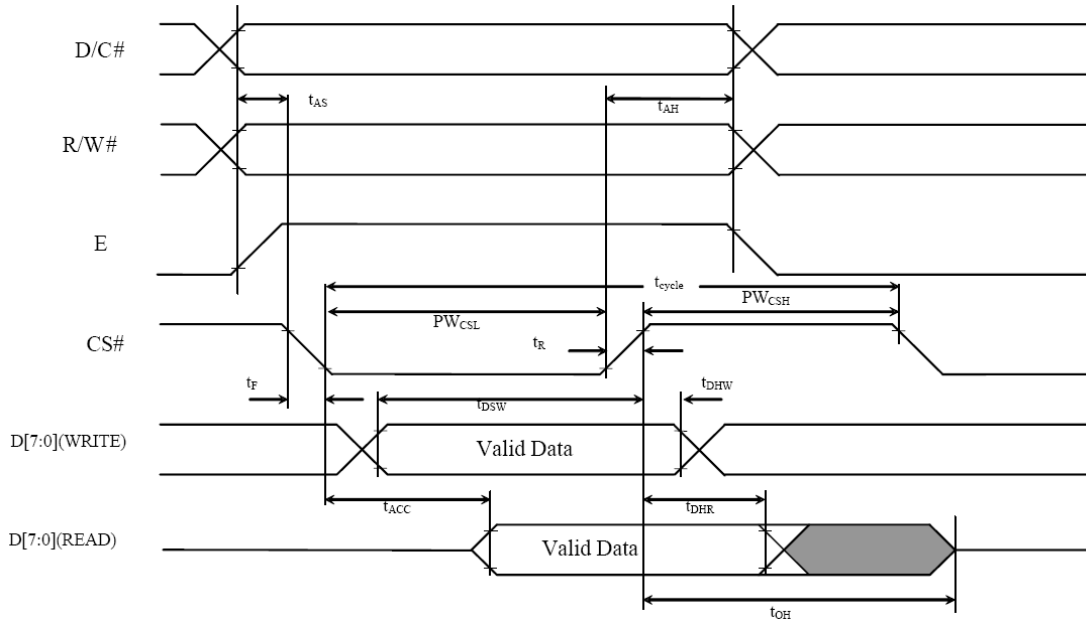 D/C#
tAS
tAH
R/W#
E
tcycle
PWCSL
PWCSH
CS#
tR
tF
tDSW
tDHW
D[7:0](WRITE)
Valid Data
tACC
tDHR
D[7:0](READ)
Valid Data
tOH